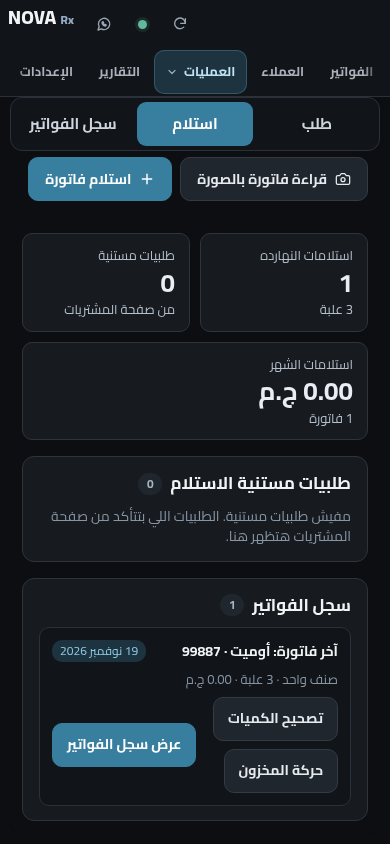 NOVA Rx
الفواتير
العملاء
العمليات
التقارير
الإعدادات
طلب
استلام
سجل الفواتير
قراءة فاتورة بالصورة
استلام فاتورة
استلامات النهارده
1
3 علبة
طلبيات مستنية
0
من صفحة المشتريات
استلامات الشهر
0.00 ج.م
1 فاتورة
طلبيات مستنية الاستلام 0
مفيش طلبيات مستنية. الطلبيات اللي بتتأكد من صفحة
المشتريات هتظهر هنا.
سجل الفواتير 1
آخر فاتورة: أوميت · 99887
19 نوفمبر 2026
صنف واحد · 3 علبة · 0.00 ج.م
تصحيح الكميات
عرض سجل الفواتير
حركة المخزون